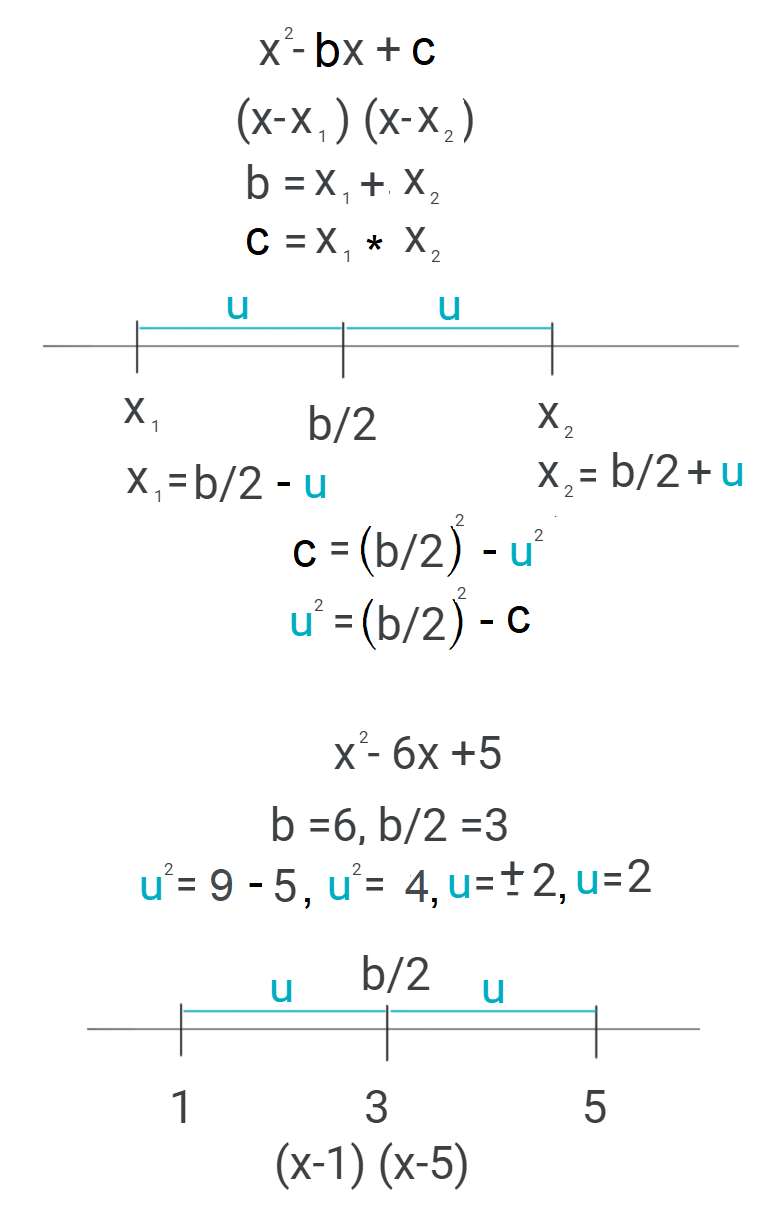 x²- bx + c
(x-x₁) (x-x₂)
b = x₁ + x₂
c = x₁ * x₂
u u
x₁ b/2 x₂
x₁ = b/2 - u x₂ = b/2 + u
c = (b/2)² - u²
u² = (b/2)² - c
x²- 6x +5
b =6, b/2 =3
u² = 9 - 5, u² = 4, u=± 2, u=2
u b/2 u
1 3 5
(x-1) (x-5)